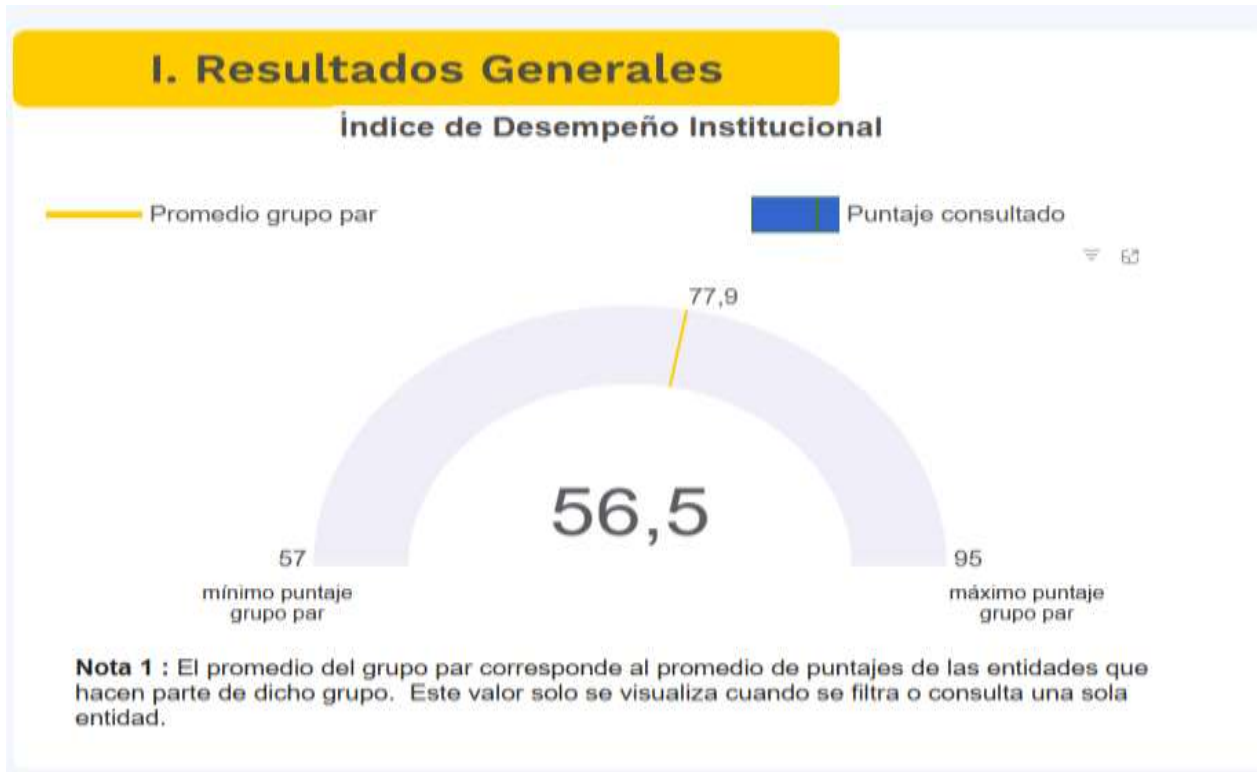 I. Resultados Generales
Índice de Desempeño Institucional
Promedio grupo par
Puntaje consultado
77,9
56,5
57
mínimo puntaje
grupo par
95
máximo puntaje
grupo par
Nota 1 : El promedio del grupo par corresponde al promedio de puntajes de las entidades que
hacen parte de dicho grupo. Este valor solo se visualiza cuando se filtra o consulta una sola
entidad.